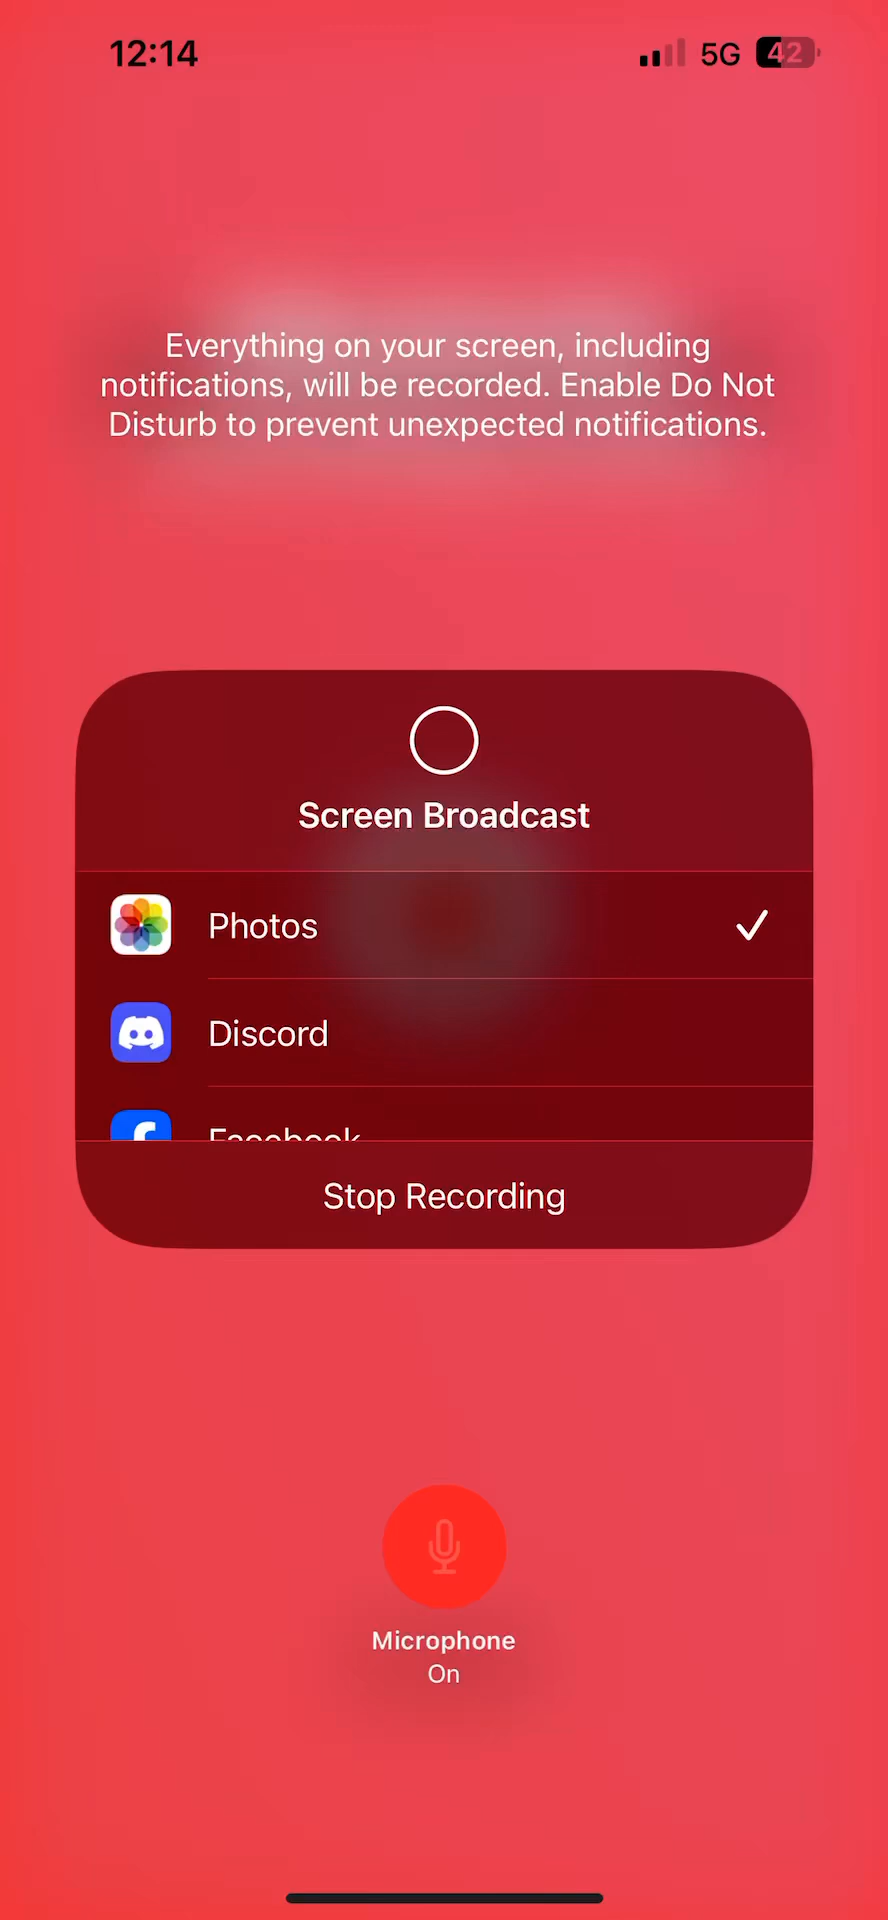 12:14
5G
42
Everything on your screen, including
notifications, will be recorded. Enable Do Not
Disturb to prevent unexpected notifications.
Screen Broadcast
Photos
Discord
Facebook
Stop Recording
Microphone
On